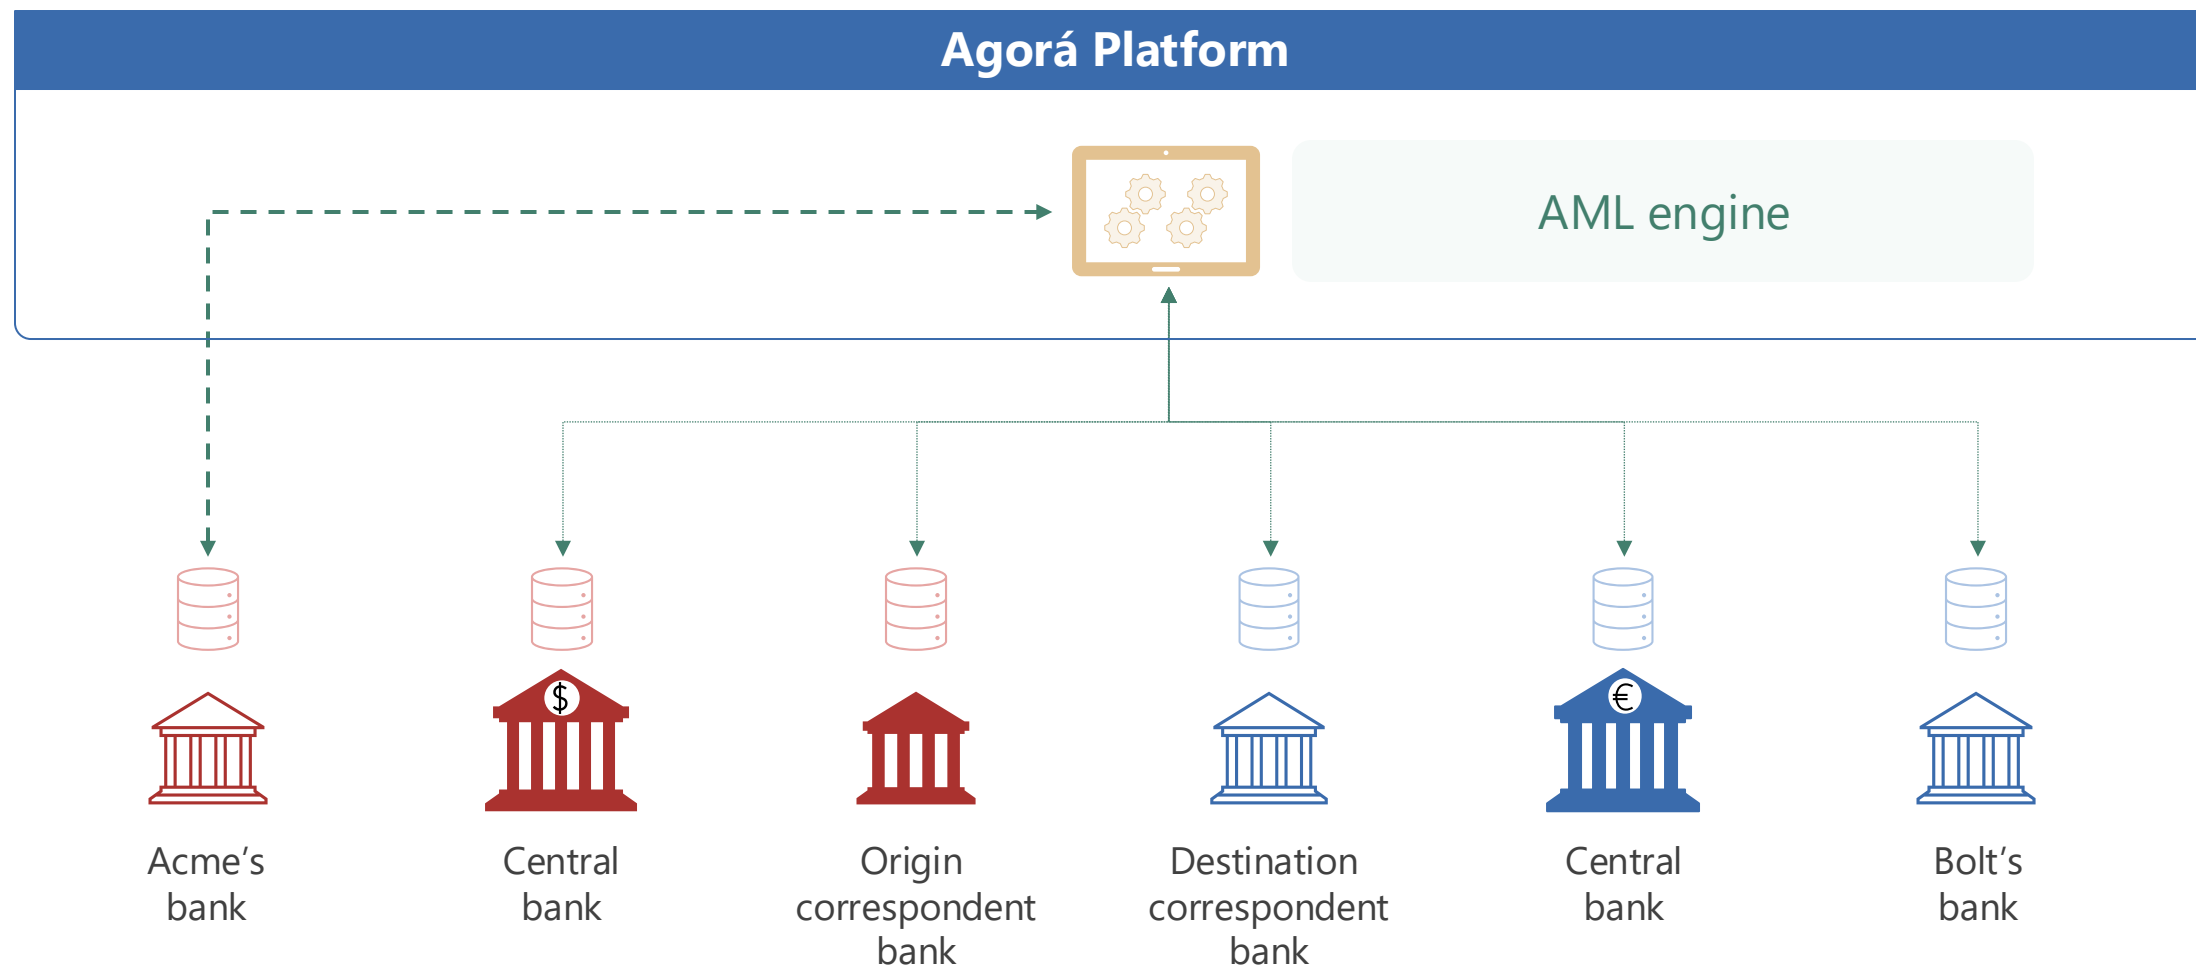 Agorá Platform
AML engine
$
€
Acme’s
bank
Central
bank
Origin
correspondent
bank
Destination
correspondent
bank
Central
bank
Bolt’s
bank